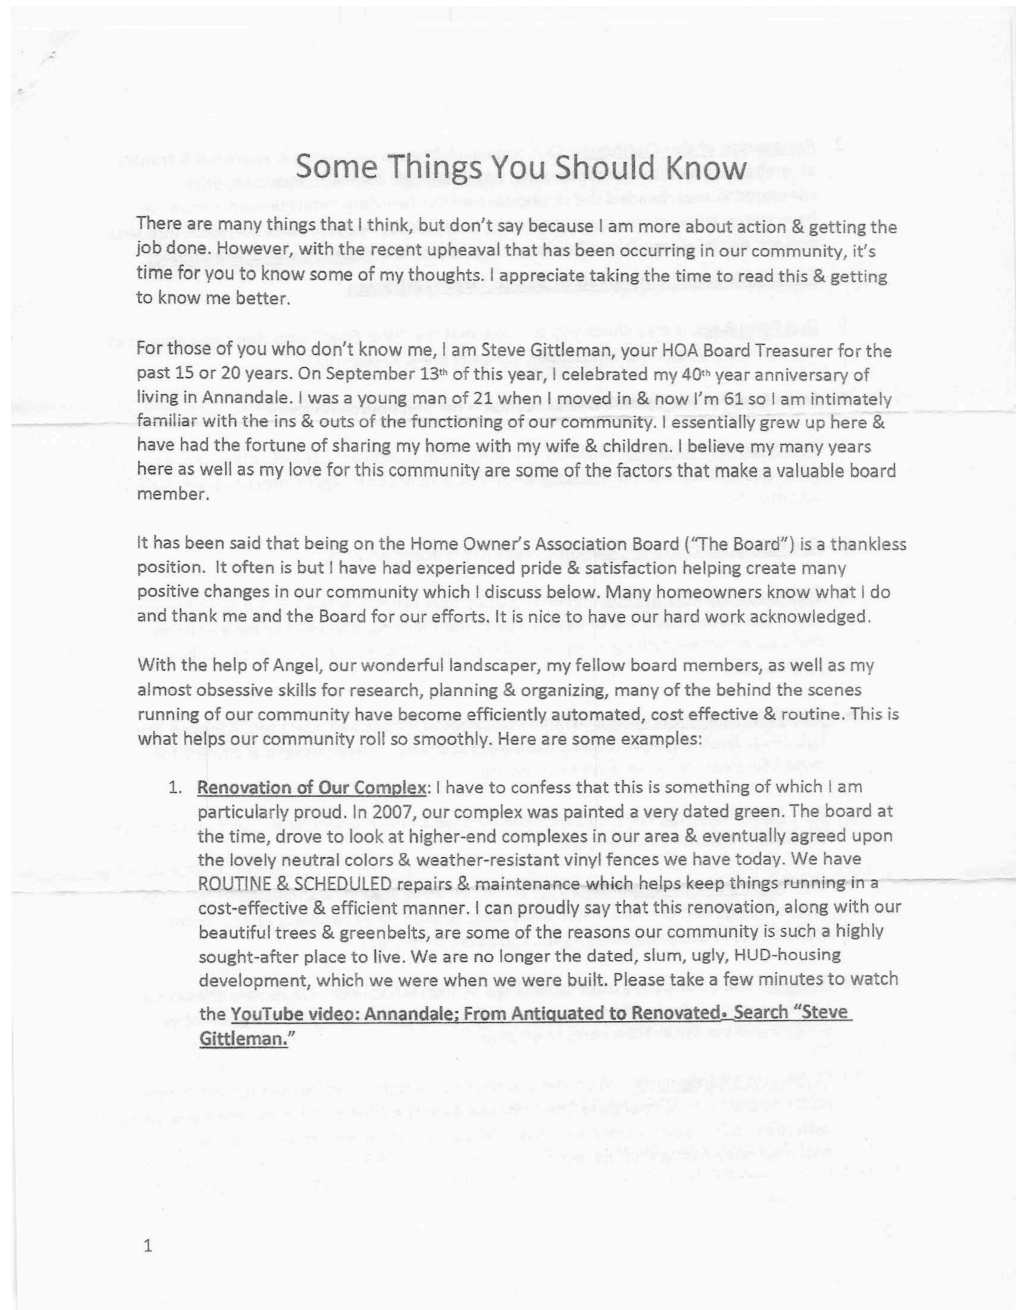 Some Things You Should Know
There are many things that I think, but don't say because I am more about action & getting the
job done. However, with the recent upheaval that has been occurring in our community, it's
time for you to know some of my thoughts. I appreciate taking the time to read this & getting
to know me better.
For those of you who don't know me, I am Steve Gittleman, your HOA Board Treasurer for the
past 15 or 20 years. On September 13th of this year, I celebrated my 40th year anniversary of
living in Annandale. I was a young man of 21 when I moved in & now I'm 61 so I am intimately
familiar with the ins & outs of the functioning of our community. I essentially grew up here &
have had the fortune of sharing my home with my wife & children. I believe my many years
here as well as my love for this community are some of the factors that make a valuable board
member.
It has been said that being on the Home Owner's Association Board ("The Board") is a thankless
position.  It often is but I have had experienced pride & satisfaction helping create many
positive changes in our community which I discuss below. Many homeowners know what I do
and thank me and the Board for our efforts. It is nice to have our hard work acknowledged.
With the help of Angel, our wonderful landscaper, my fellow board members, as well as my
almost obsessive skills for research, planning & organizing, many of the behind the scenes
running of our community have become efficiently automated, cost effective & routine. This is
what helps our community roll so smoothly. Here are some examples:
1. Renovation of Our Complex: I have to confess that this is something of which I am
particularly proud. In 2007, our complex was painted a very dated green. The board at
the time, drove to look at higher-end complexes in our area & eventually agreed upon
the lovely neutral colors & weather-resistant vinyl fences we have today. We have
ROUTINE & SCHEDULED repairs & maintenance which helps keep things running in a
cost-effective & efficient manner. I can proudly say that this renovation, along with our
beautiful trees & greenbelts, are some of the reasons our community is such a highly
sought-after place to live. We are no longer the dated, slum, ugly, HUD-housing
development, which we were when we were built. Please take a few minutes to watch
the YouTube video: Annandale; From Antiquated to Renovated. Search "Steve
Gittleman."
1